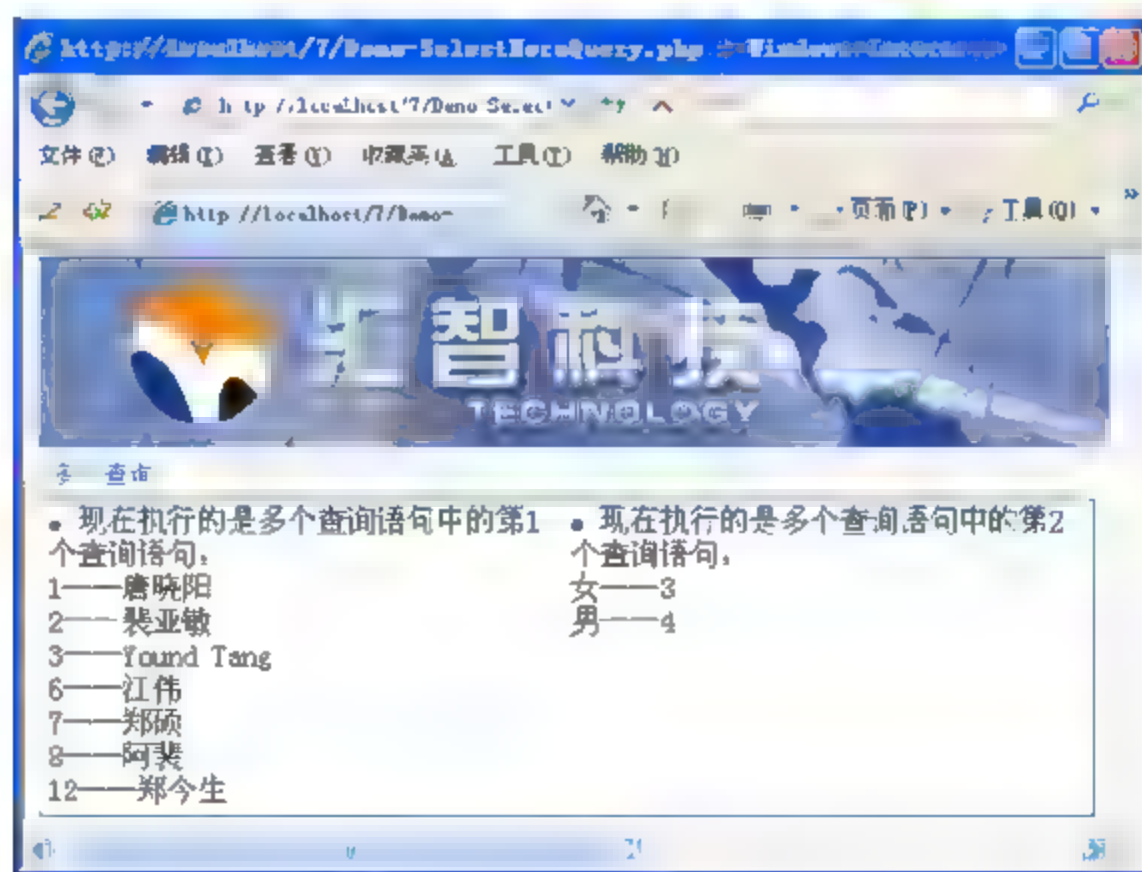 http://localhost/7/Demo-SelectMoreQuery.php
文件(F) 编辑(E) 查看(V) 收藏夹(A 工具(T) 帮助(H)
http //localhost/7/Demo-
页面(P) 工具(O)
智科技
TECHNOLOGY
查询
• 现在执行的是多个查询语句中的第1
个查询语句:
1——唐晓阳
2——裴亚敏
3——Yound Tang
6——江伟
7——郑硕
8——阿裴
12——郑今生
• 现在执行的是多个查询语句中的第2
个查询语句:
女——3
男——4